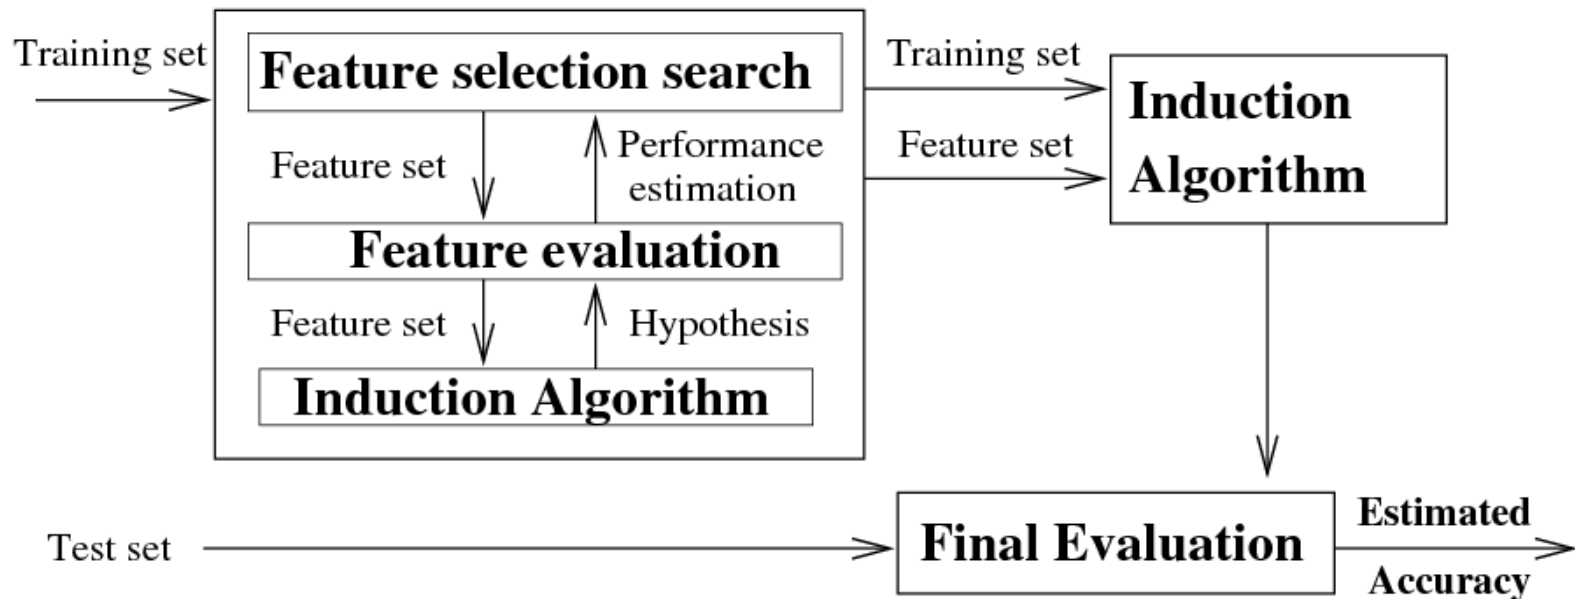 Training set
Feature selection search
Feature set
Performance
estimation
Feature evaluation
Feature set
Hypothesis
Induction Algorithm
Training set
Feature set
Induction
Algorithm
Test set
Final Evaluation
Estimated
Accuracy